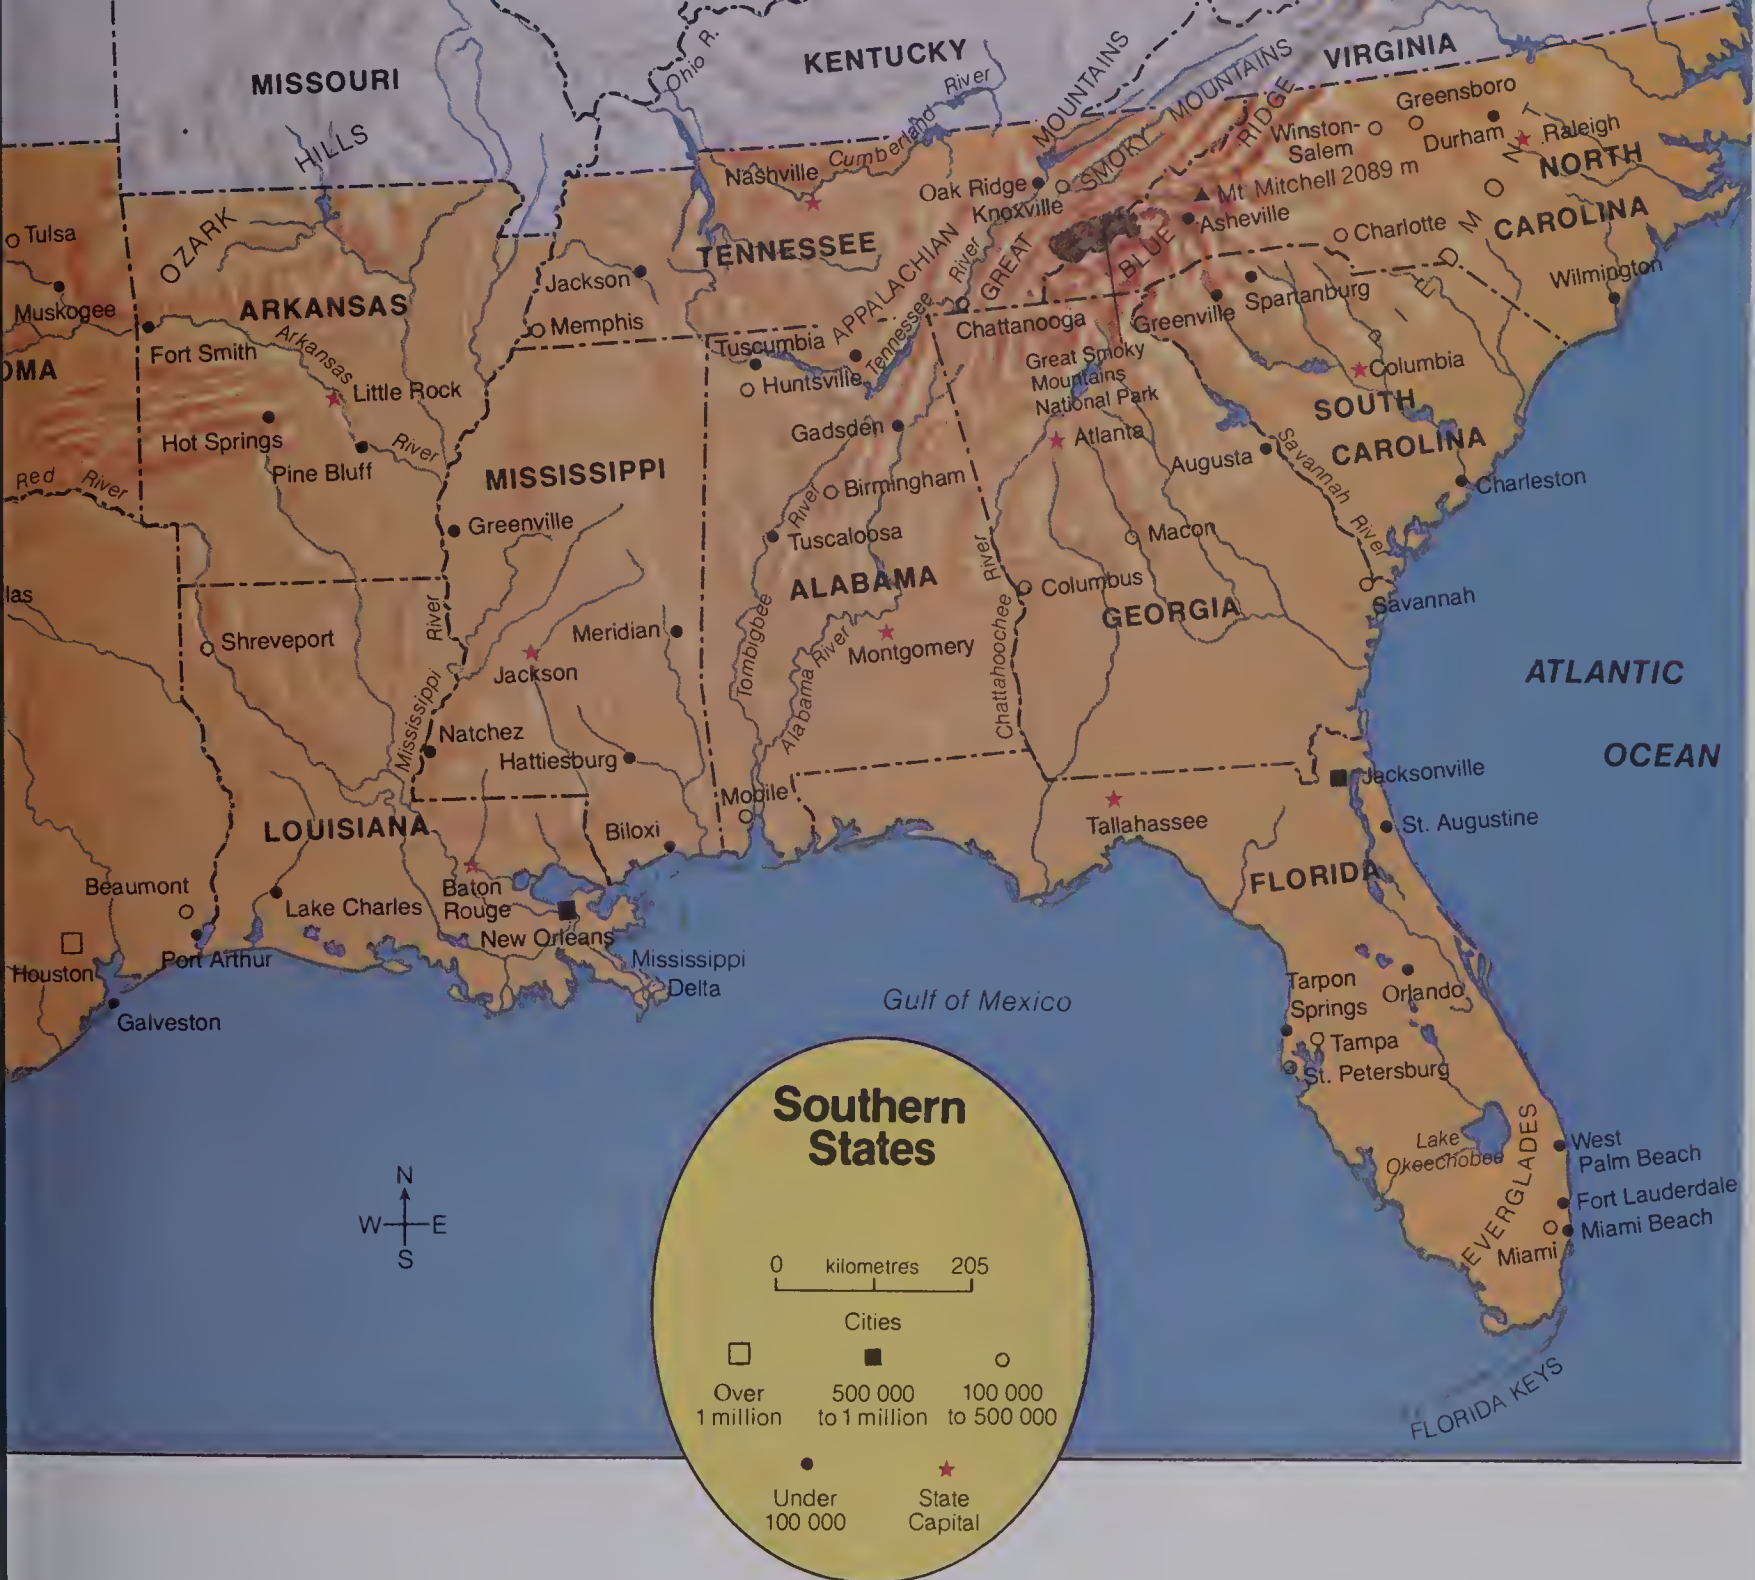 MISSOURI
KENTUCKY
VIRGINIA
Ohio R.
Cumberland River
MOUNTAINS
SMOKY MOUNTAINS
RIDGE
Greensboro
Winston-
Salem
Durham
Raleigh
NORTH
CAROLINA
OZARK HILLS
Nashville
Oak Ridge
Knoxville
Mt Mitchell 2089 m
Asheville
Charlotte
Wilmington
Tulsa
Muskogee
OMA
TENNESSEE
APPALACHIAN
GREAT
BLUE
Jackson
Memphis
ARKANSAS
Fort Smith
Arkansas
River
Little Rock
Hot Springs
Pine Bluff
Tuscumbia
Huntsville
Tennessee River
Chattanooga
Greenville
Spartanburg
Great Smoky
Mountains
National Park
Columbia
SOUTH
CAROLINA
Gadsden
Atlanta
Augusta
Savannah River
Charleston
Red River
MISSISSIPPI
Greenville
River
Birmingham
Tuscaloosa
Macon
ALABAMA
Columbus
GEORGIA
Savannah
las
Shreveport
Mississippi River
Meridian
Jackson
Tombigbee
Alabama River
Montgomery
Chattahoochee River
ATLANTIC
OCEAN
Natchez
Hattiesburg
Mobile
Jacksonville
LOUISIANA
Biloxi
Tallahassee
St. Augustine
FLORIDA
Beaumont
Lake Charles
Baton
Rouge
New Orleans
Houston
Port Arthur
Mississippi
Delta
Galveston
Gulf of Mexico
Tarpon
Springs
Orlando
Tampa
St. Petersburg
Lake
Okeechobee
EVERGLADES
West
Palm Beach
Fort Lauderdale
Miami Beach
Miami
FLORIDA KEYS
N
W E
S
Southern
States
0 kilometres 205
Cities
Over
1 million
500 000
to 1 million
100 000
to 500 000
Under
100 000
State
Capital